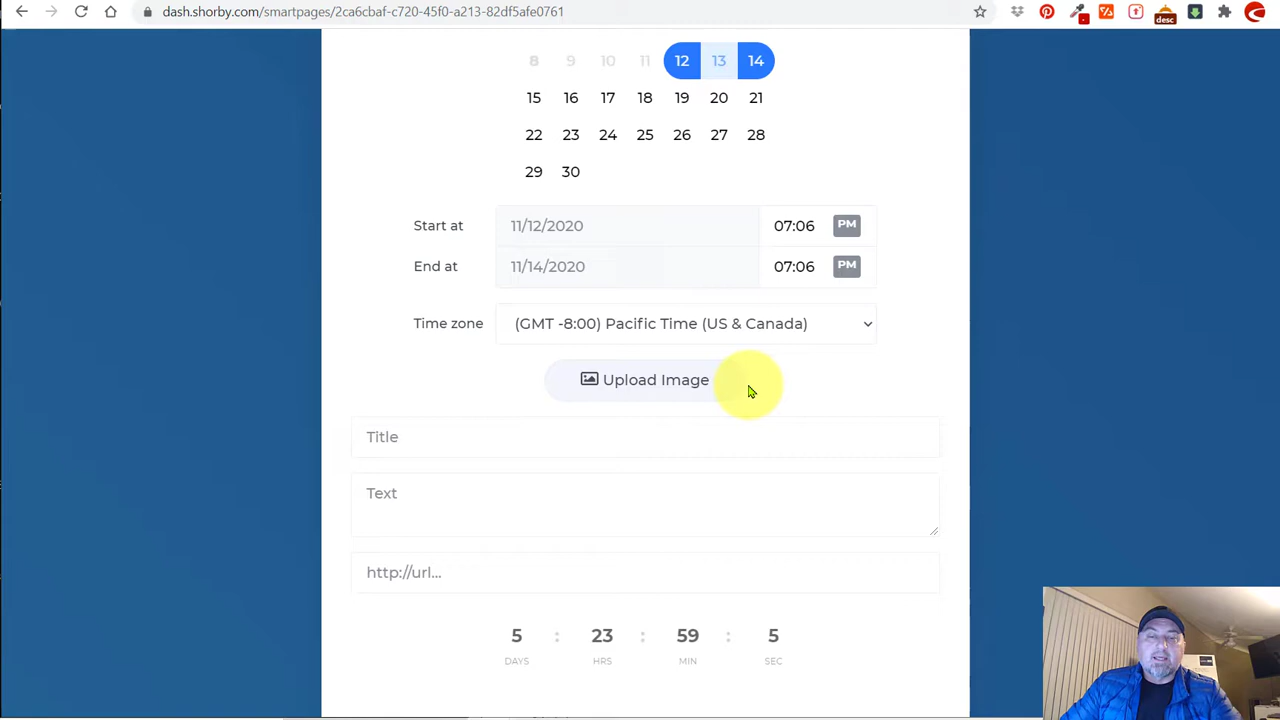 dash.shorby.com/smartpages/2ca6cbaf-c720-45f0-a213-82df5afe0761
desc
8 9 10 11 12 13 14
15 16 17 18 19 20 21
22 23 24 25 26 27 28
29 30
Start at 11/12/2020 07:06 PM
End at 11/14/2020 07:06 PM
Time zone (GMT -8:00) Pacific Time (US & Canada)
Upload Image
Title
Text
http://url...
5 : 23 : 59 : 5
DAYS HRS MIN SEC